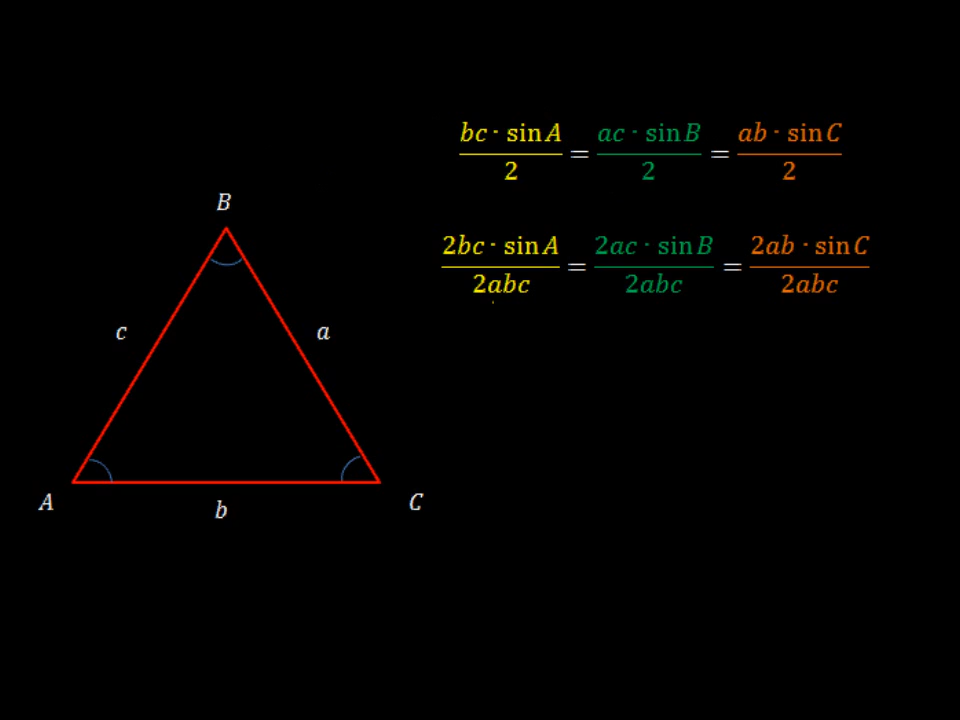 bc · sin A / 2 = ac · sin B / 2 = ab · sin C / 2
B
2bc · sin A / 2abc = 2ac · sin B / 2abc = 2ab · sin C / 2abc
c
a
A
b
C